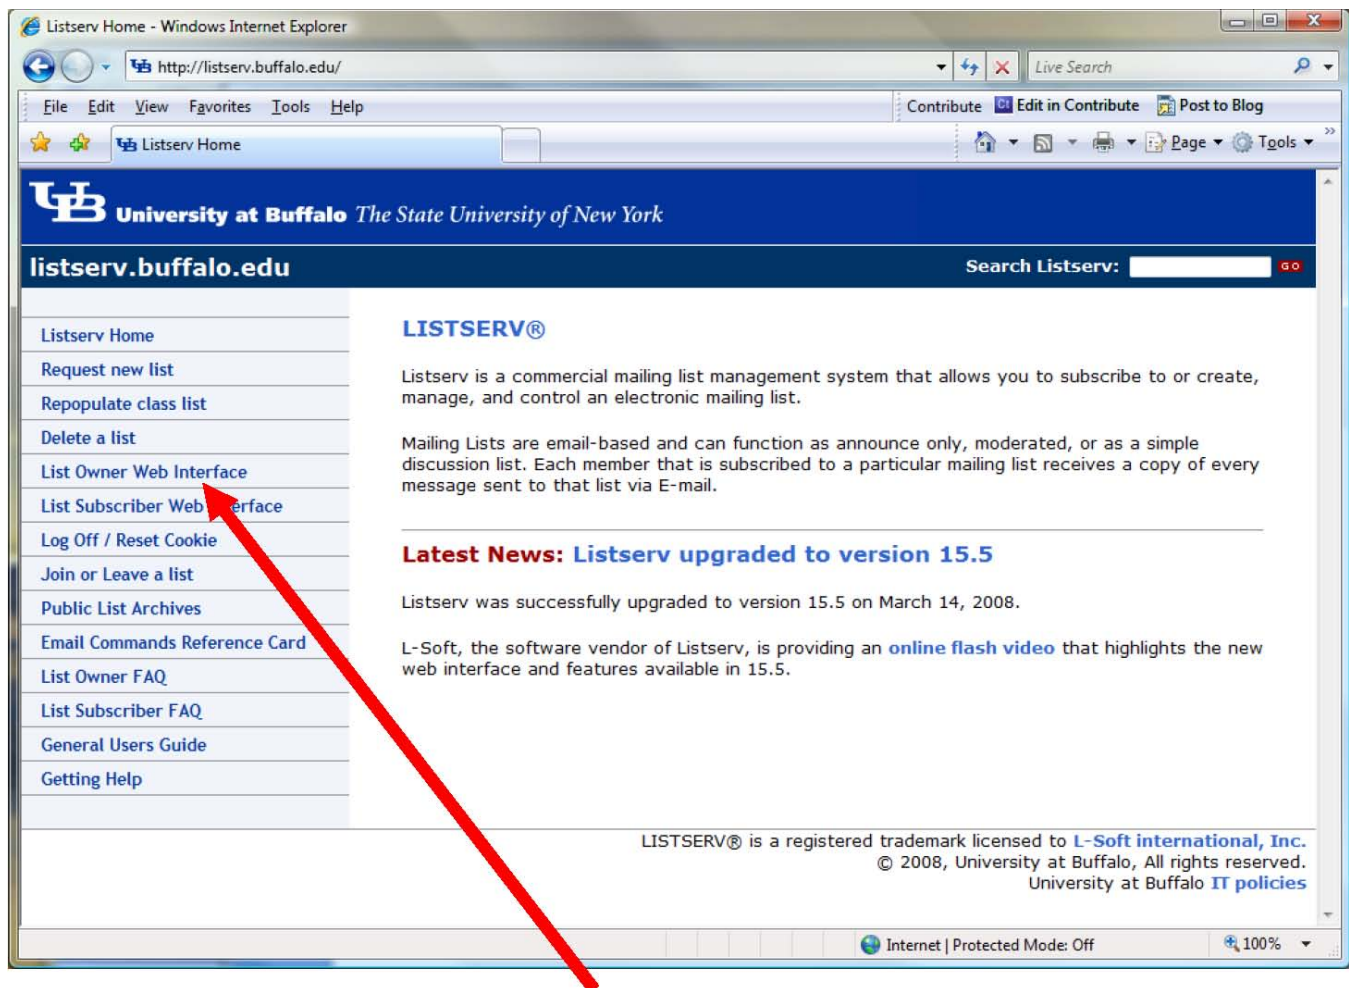 Listserv Home - Windows Internet Explorer
http://listserv.buffalo.edu/
Live Search
File Edit View Favorites Tools Help
Contribute Edit in Contribute Post to Blog
Listserv Home
Page Tools
UB University at Buffalo The State University of New York
listserv.buffalo.edu
Search Listserv: GO
Listserv Home
Request new list
Repopulate class list
Delete a list
List Owner Web Interface
List Subscriber Web erface
Log Off / Reset Cookie
Join or Leave a list
Public List Archives
Email Commands Reference Card
List Owner FAQ
List Subscriber FAQ
General Users Guide
Getting Help
LISTSERV®
Listserv is a commercial mailing list management system that allows you to subscribe to or create,
manage, and control an electronic mailing list.
Mailing Lists are email-based and can function as announce only, moderated, or as a simple
discussion list. Each member that is subscribed to a particular mailing list receives a copy of every
message sent to that list via E-mail.
Latest News: Listserv upgraded to version 15.5
Listserv was successfully upgraded to version 15.5 on March 14, 2008.
L-Soft, the software vendor of Listserv, is providing an online flash video that highlights the new
web interface and features available in 15.5.
LISTSERV® is a registered trademark licensed to L-Soft international, Inc.
© 2008, University at Buffalo, All rights reserved.
University at Buffalo IT policies
Internet | Protected Mode: Off
100%